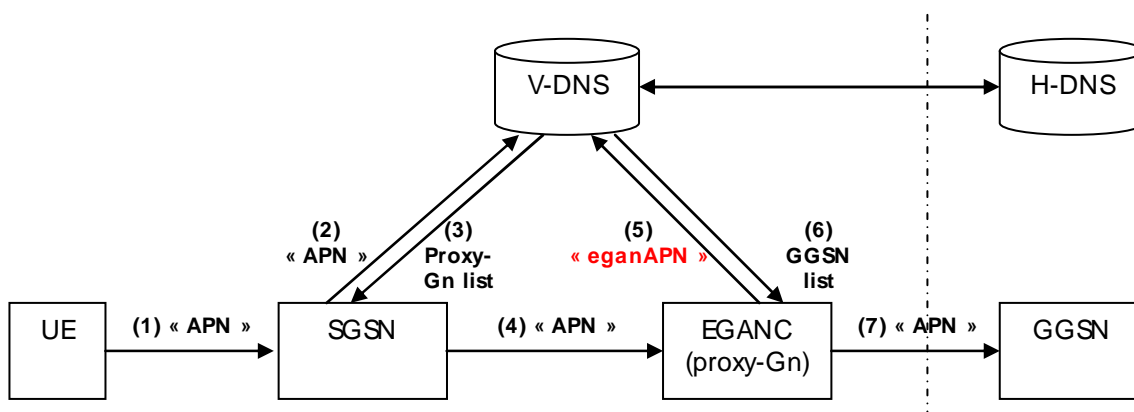 V-DNS
H-DNS
(2)
« APN »
(3)
Proxy-
Gn list
(5)
« eganAPN »
(6)
GGSN
list
UE
(1) « APN »
SGSN
(4) « APN »
EGANC
(proxy-Gn)
(7) « APN »
GGSN